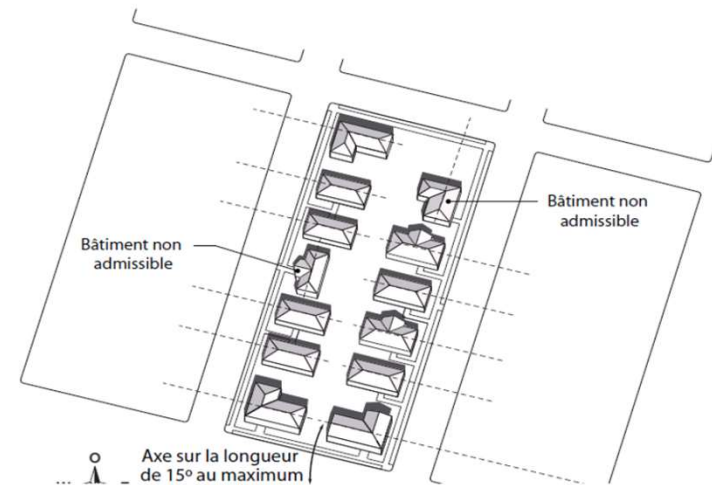 Bâtiment non
admissible
Bâtiment non
admissible
Axe sur la longueur
de 15º au maximum